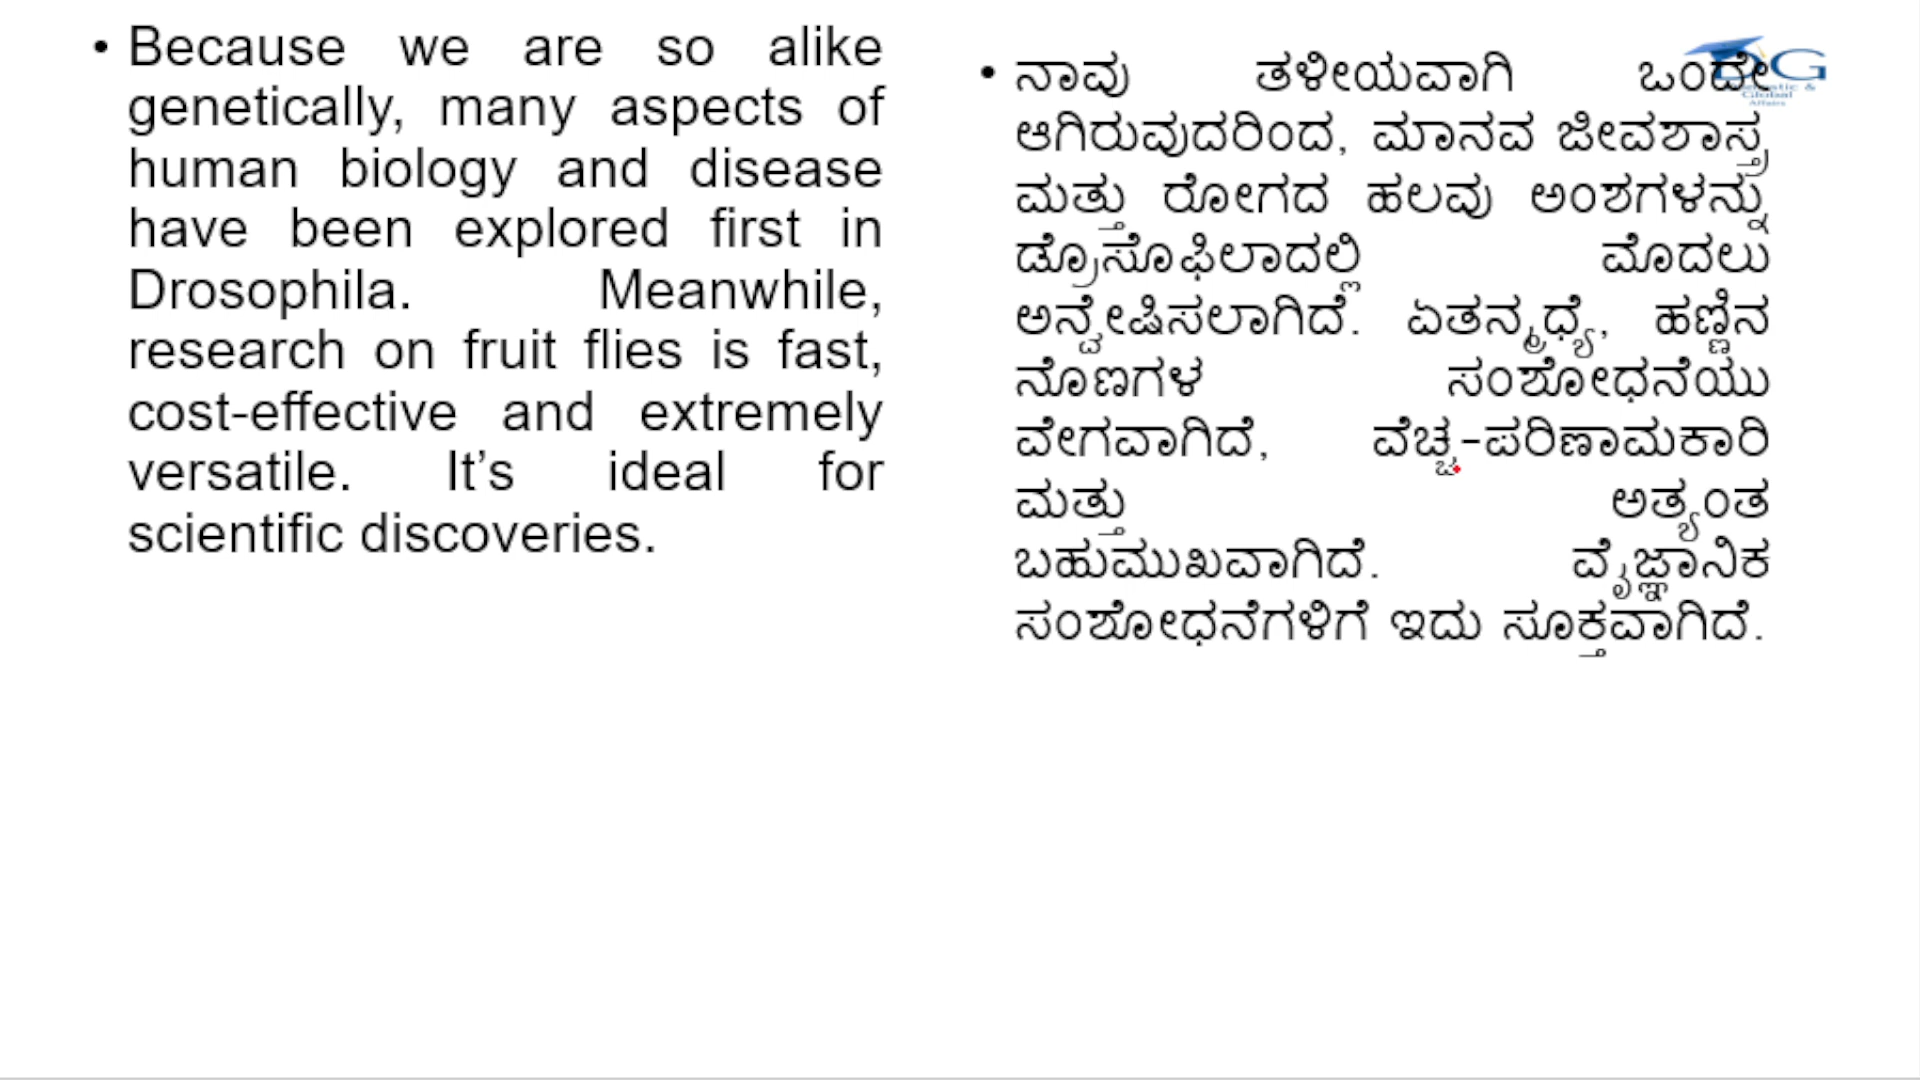 • Because we are so alike
genetically, many aspects of
human biology and disease
have been explored first in
Drosophila. Meanwhile,
research on fruit flies is fast,
cost-effective and extremely
versatile. It’s ideal for
scientific discoveries.
• ನಾವು ತಳೀಯವಾಗಿ ಒಂದೇ
ಆಗಿರುವುದರಿಂದ, ಮಾನವ ಜೀವಶಾಸ್ತ್ರ
ಮತ್ತು ರೋಗದ ಹಲವು ಅಂಶಗಳನ್ನು
ಡ್ರೊಸೊಫಿಲಾದಲ್ಲಿ ಮೊದಲು
ಅನ್ವೇಷಿಸಲಾಗಿದೆ. ಏತನ್ಮಧ್ಯೆ, ಹಣ್ಣಿನ
ನೊಣಗಳ ಸಂಶೋಧನೆಯು
ವೇಗವಾಗಿದೆ, ವೆಚ್ಚ-ಪರಿಣಾಮಕಾರಿ
ಮತ್ತು ಅತ್ಯಂತ
ಬಹುಮುಖವಾಗಿದೆ. ವೈಜ್ಞಾನಿಕ
ಸಂಶೋಧನೆಗಳಿಗೆ ಇದು ಸೂಕ್ತವಾಗಿದೆ.
G
Global
Affairs